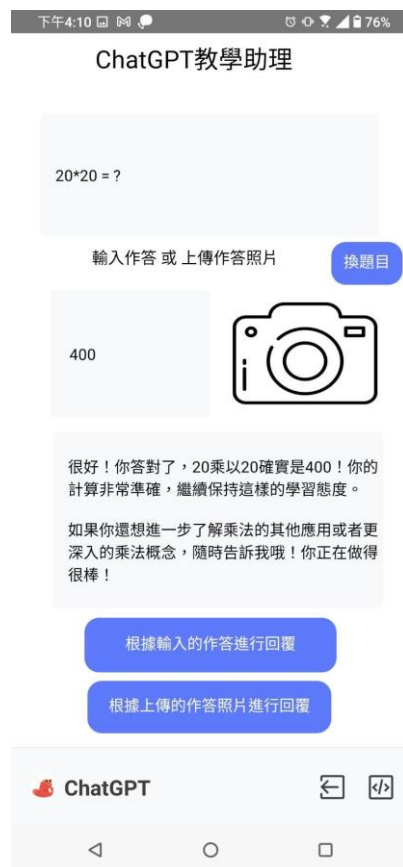 下午4:10 76%
ChatGPT教學助理
20*20 = ?
輸入作答 或 上傳作答照片
換題目
400
很好！你答對了，20乘以20確實是400！你的
計算非常準確，繼續保持這樣的學習態度。
如果你還想進一步了解乘法的其他應用或者更
深入的乘法概念，隨時告訴我哦！你正在做得
很棒！
根據輸入的作答進行回覆
根據上傳的作答照片進行回覆
ChatGPT